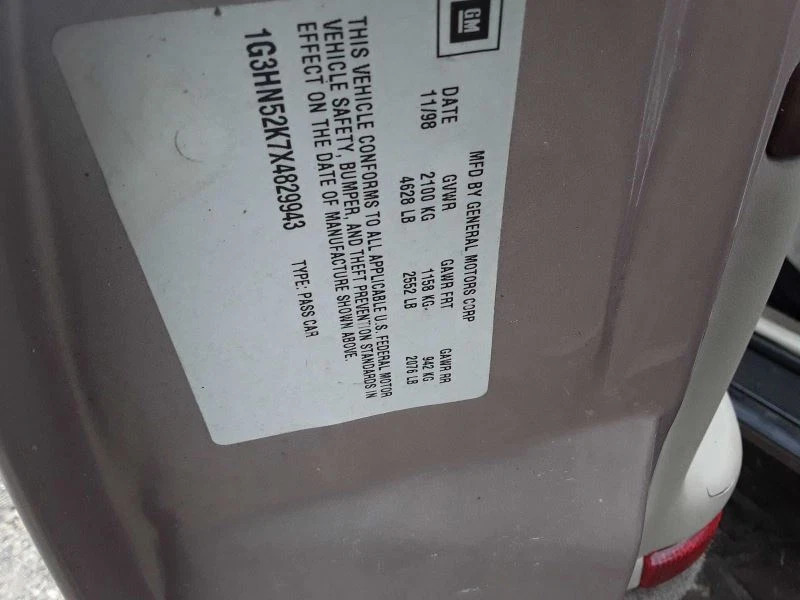 GM
MFD BY GENERAL MOTORS CORP
DATE GVWR GAWR FRT GAWR RR
11/98 2100 KG 1158 KG 942 KG
4628 LB 2552 LB 2076 LB
THIS VEHICLE CONFORMS TO ALL APPLICABLE U.S. FEDERAL MOTOR
VEHICLE SAFETY, BUMPER, AND THEFT PREVENTION STANDARDS IN
EFFECT ON THE DATE OF MANUFACTURE SHOWN ABOVE.
1G3HN52K7X4829943 TYPE: PASS CAR